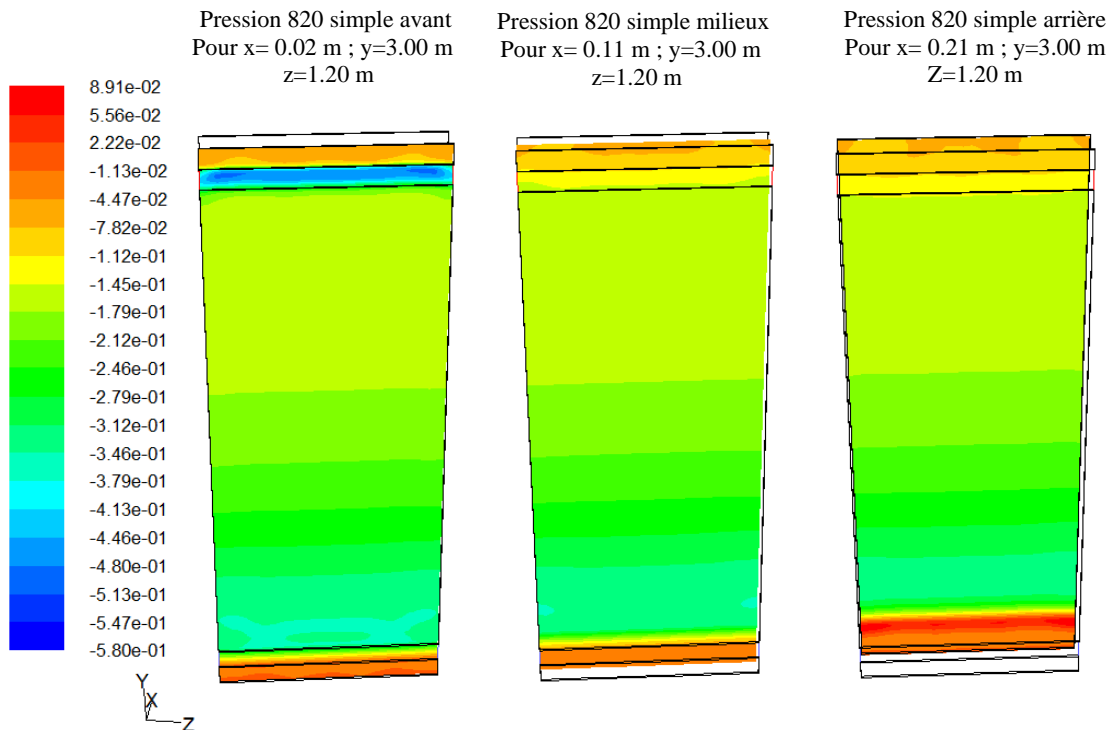 Pression 820 simple avant
Pour x= 0.02 m ; y=3.00 m
z=1.20 m
Pression 820 simple milieux
Pour x= 0.11 m ; y=3.00 m
z=1.20 m
Pression 820 simple arrière
Pour x= 0.21 m ; y=3.00 m
Z=1.20 m
8.91e-02
5.56e-02
2.22e-02
-1.13e-02
-4.47e-02
-7.82e-02
-1.12e-01
-1.45e-01
-1.79e-01
-2.12e-01
-2.46e-01
-2.79e-01
-3.12e-01
-3.46e-01
-3.79e-01
-4.13e-01
-4.46e-01
-4.80e-01
-5.13e-01
-5.47e-01
-5.80e-01
Y
X
Z